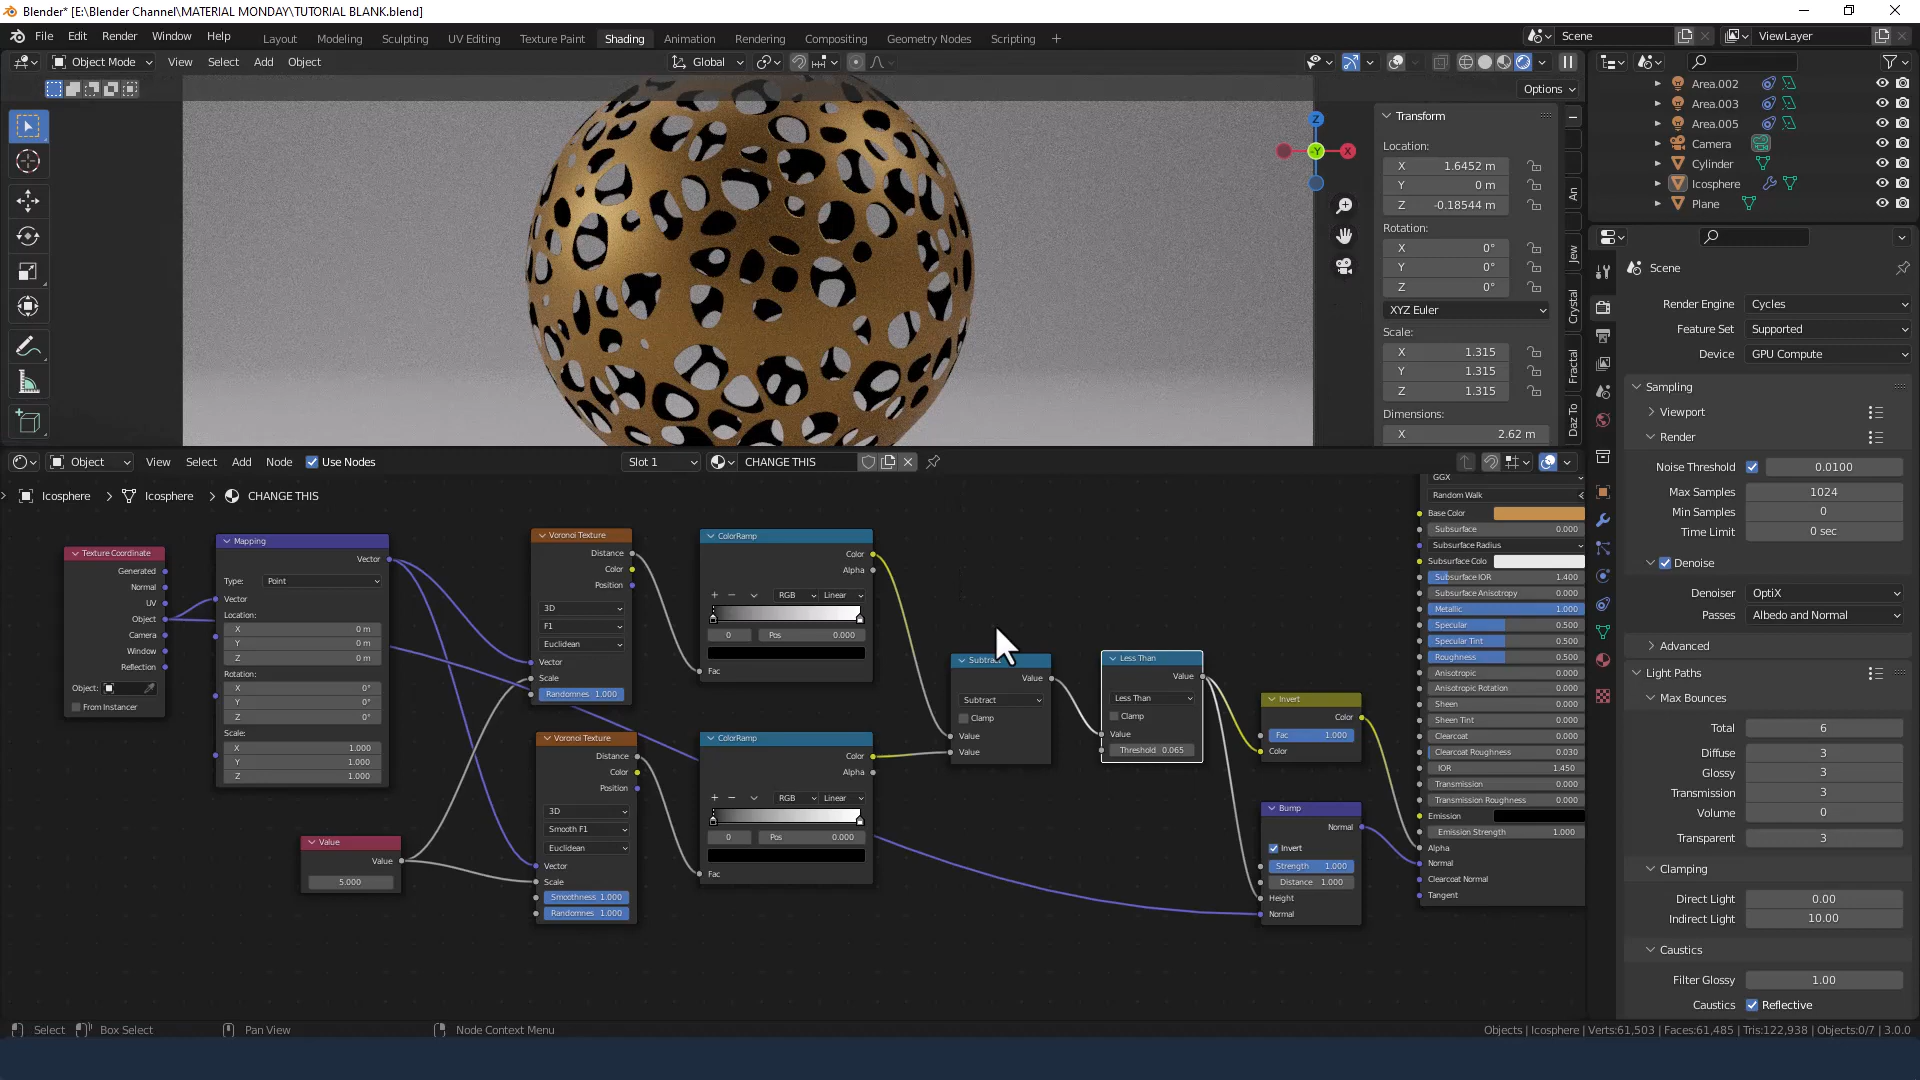 Blender* [E:\Blender Channel\MATERIAL MONDAY\TUTORIAL BLANK.blend]
File Edit Render Window Help
Layout Modeling Sculpting UV Editing Texture Paint Shading Animation Rendering Compositing Geometry Nodes Scripting +
Scene
ViewLayer
Object Mode View Select Add Object
Global
Options
Transform
Location:
X 1.6452 m
Y 0 m
Z -0.18544 m
Rotation:
X 0°
Y 0°
Z 0°
XYZ Euler
Scale:
X 1.315
Y 1.315
Z 1.315
Dimensions:
X 2.62 m
Z
-Y
X
An
Jew
Crystal
Fractal
Daz To
Area.002
Area.003
Area.005
Camera
Cylinder
Icosphere
Plane
Scene
Render Engine Cycles
Feature Set Supported
Device GPU Compute
Sampling
Viewport
Render
Noise Threshold 0.0100
Max Samples 1024
Min Samples 0
Time Limit 0 sec
Denoise
Denoiser OptiX
Passes Albedo and Normal
Advanced
Light Paths
Max Bounces
Total 6
Diffuse 3
Glossy 3
Transmission 3
Volume 0
Transparent 3
Clamping
Direct Light 0.00
Indirect Light 10.00
Caustics
Filter Glossy 1.00
Caustics Reflective
Object View Select Add Node Use Nodes
Slot 1
CHANGE THIS
Icosphere > Icosphere > CHANGE THIS
Texture Coordinate
Generated
Normal
UV
Object
Camera
Window
Reflection
Object:
From Instancer
Mapping
Vector
Type: Point
Vector
Location:
X 0 m
Y 0 m
Z 0 m
Rotation:
X 0°
Y 0°
Z 0°
Scale:
X 1.000
Y 1.000
Z 1.000
Value
Value
5.000
Voronoi Texture
Distance
Color
Position
3D
F1
Euclidean
Vector
Scale
Randomnes 1.000
Voronoi Texture
Distance
Color
Position
3D
Smooth F1
Euclidean
Vector
Scale
Smoothness 1.000
Randomnes 1.000
ColorRamp
Color
Alpha
+ − RGB Linear
0 Pos 0.000
Fac
ColorRamp
Color
Alpha
+ − RGB Linear
0 Pos 0.000
Fac
Value
Subtract
Clamp
Value
Value
Less Than
Value
Less Than
Clamp
Value
Threshold 0.065
Invert
Color
Fac 1.000
Color
Bump
Normal
Invert
Strength 1.000
Distance 1.000
Height
Normal
GGX
Random Walk
Base Color
Subsurface 0.000
Subsurface Radius
Subsurface Colo
Subsurface IOR 1.400
Subsurface Anisotropy 0.000
Metallic 1.000
Specular 0.500
Specular Tint 0.500
Roughness 0.500
Anisotropic 0.000
Anisotropic Rotation 0.000
Sheen 0.000
Sheen Tint 0.000
Clearcoat 0.000
Clearcoat Roughness 0.030
IOR 1.450
Transmission 0.000
Transmission Roughness 0.000
Emission
Emission Strength 1.000
Alpha
Normal
Clearcoat Normal
Tangent
Select Box Select Pan View Node Context Menu
Objects | Icosphere | Verts:61,503 | Faces:61,485 | Tris:122,938 | Objects:0/7 | 3.0.0